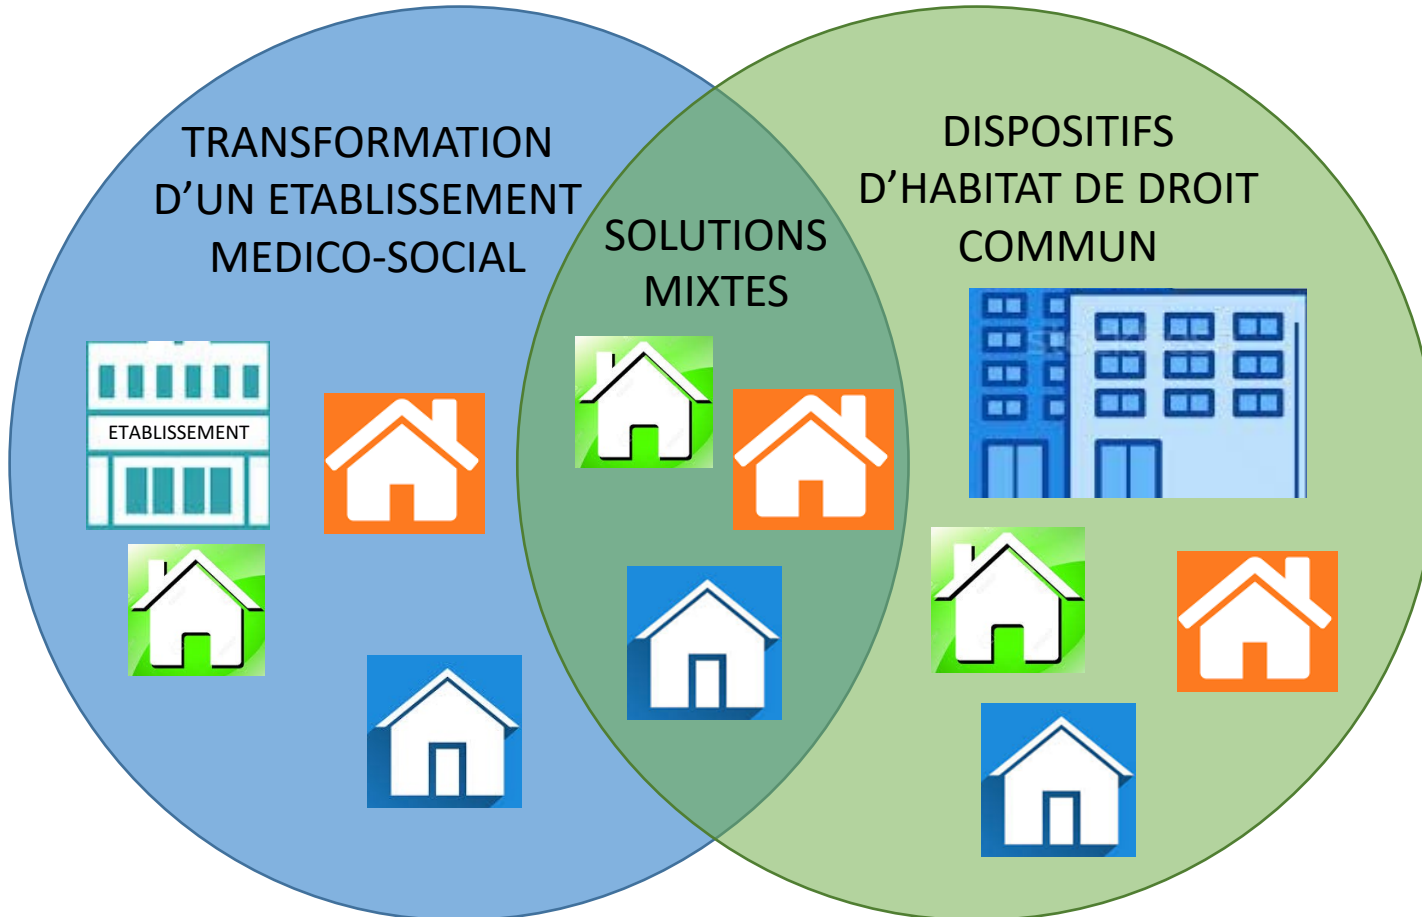 TRANSFORMATION
D’UN ETABLISSEMENT
MEDICO-SOCIAL
SOLUTIONS
MIXTES
DISPOSITIFS
D’HABITAT DE DROIT
COMMUN
ETABLISSEMENT